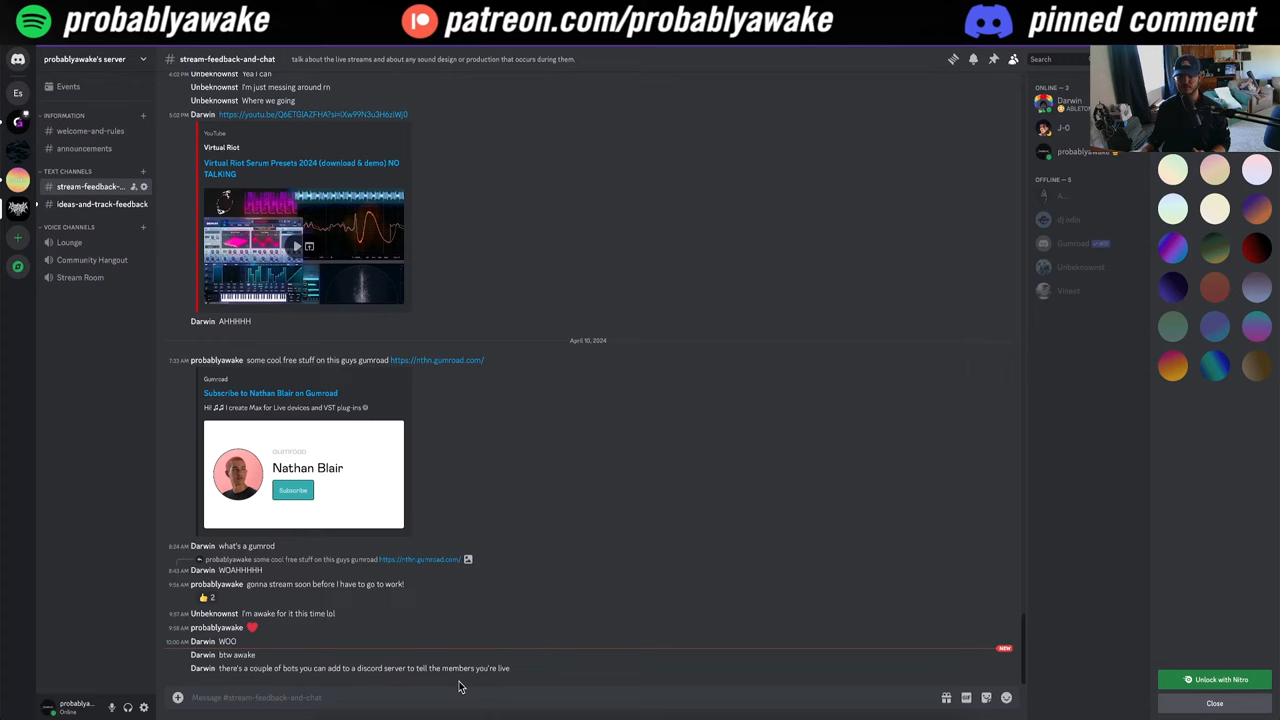 probablyawake
patreon.com/probablyawake
pinned comment
probablyawake's server
# stream-feedback-and-chat
talk about the live streams and about any sound design or production that occurs during them.
Search
Es
Events
INFORMATION
welcome-and-rules
announcements
TEXT CHANNELS
# stream-feedback-...
# ideas-and-track-feedback
VOICE CHANNELS
Lounge
Community Hangout
Stream Room
4:02 PM Unbeknownst Yea I can
Unbeknownst I'm just messing around rn
Unbeknownst Where we going
5:02 PM Darwin https://youtu.be/Q6ETGlAZFHA?si=iXw99N3u3H6ziWj0
YouTube
Virtual Riot
Virtual Riot Serum Presets 2024 (download & demo) NO
TALKING
Darwin AHHHHH
April 10, 2024
7:33 AM probablyawake some cool free stuff on this guys gumroad https://nthn.gumroad.com/
Gumroad
Subscribe to Nathan Blair on Gumroad
Hi! 🎵🎵 I create Max for Live devices and VST plug-ins
GUMROAD
Nathan Blair
Subscribe
8:24 AM Darwin what's a gumrod
probablyawake some cool free stuff on this guys gumroad https://nthn.gumroad.com/
8:43 AM Darwin WOAHHHHH
9:56 AM probablyawake gonna stream soon before I have to go to work!
👍 2
9:57 AM Unbeknownst I'm awake for it this time lol
9:58 AM probablyawake ❤️
10:00 AM Darwin WOO
NEW
Darwin btw awake
Darwin there's a couple of bots you can add to a discord server to tell the members you're live
Message #stream-feedback-and-chat
GIF
probablya...
Online
ONLINE — 3
Darwin
J-0
probablyawake
OFFLINE — 5
A...
dj odin
Gumroad
Unbeknownst
Vinest
Unlock with Nitro
Close